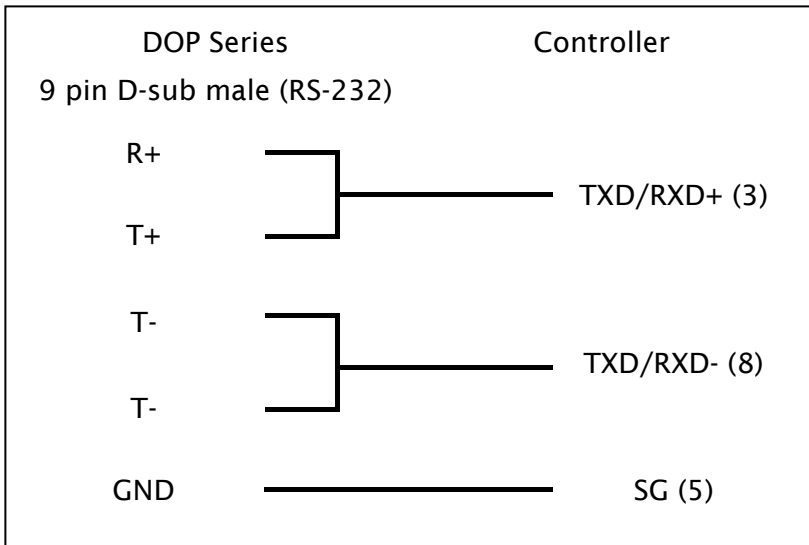 DOP Series
Controller
9 pin D-sub male (RS-232)
R+
TXD/RXD+ (3)
T+
T-
TXD/RXD- (8)
T-
GND
SG (5)